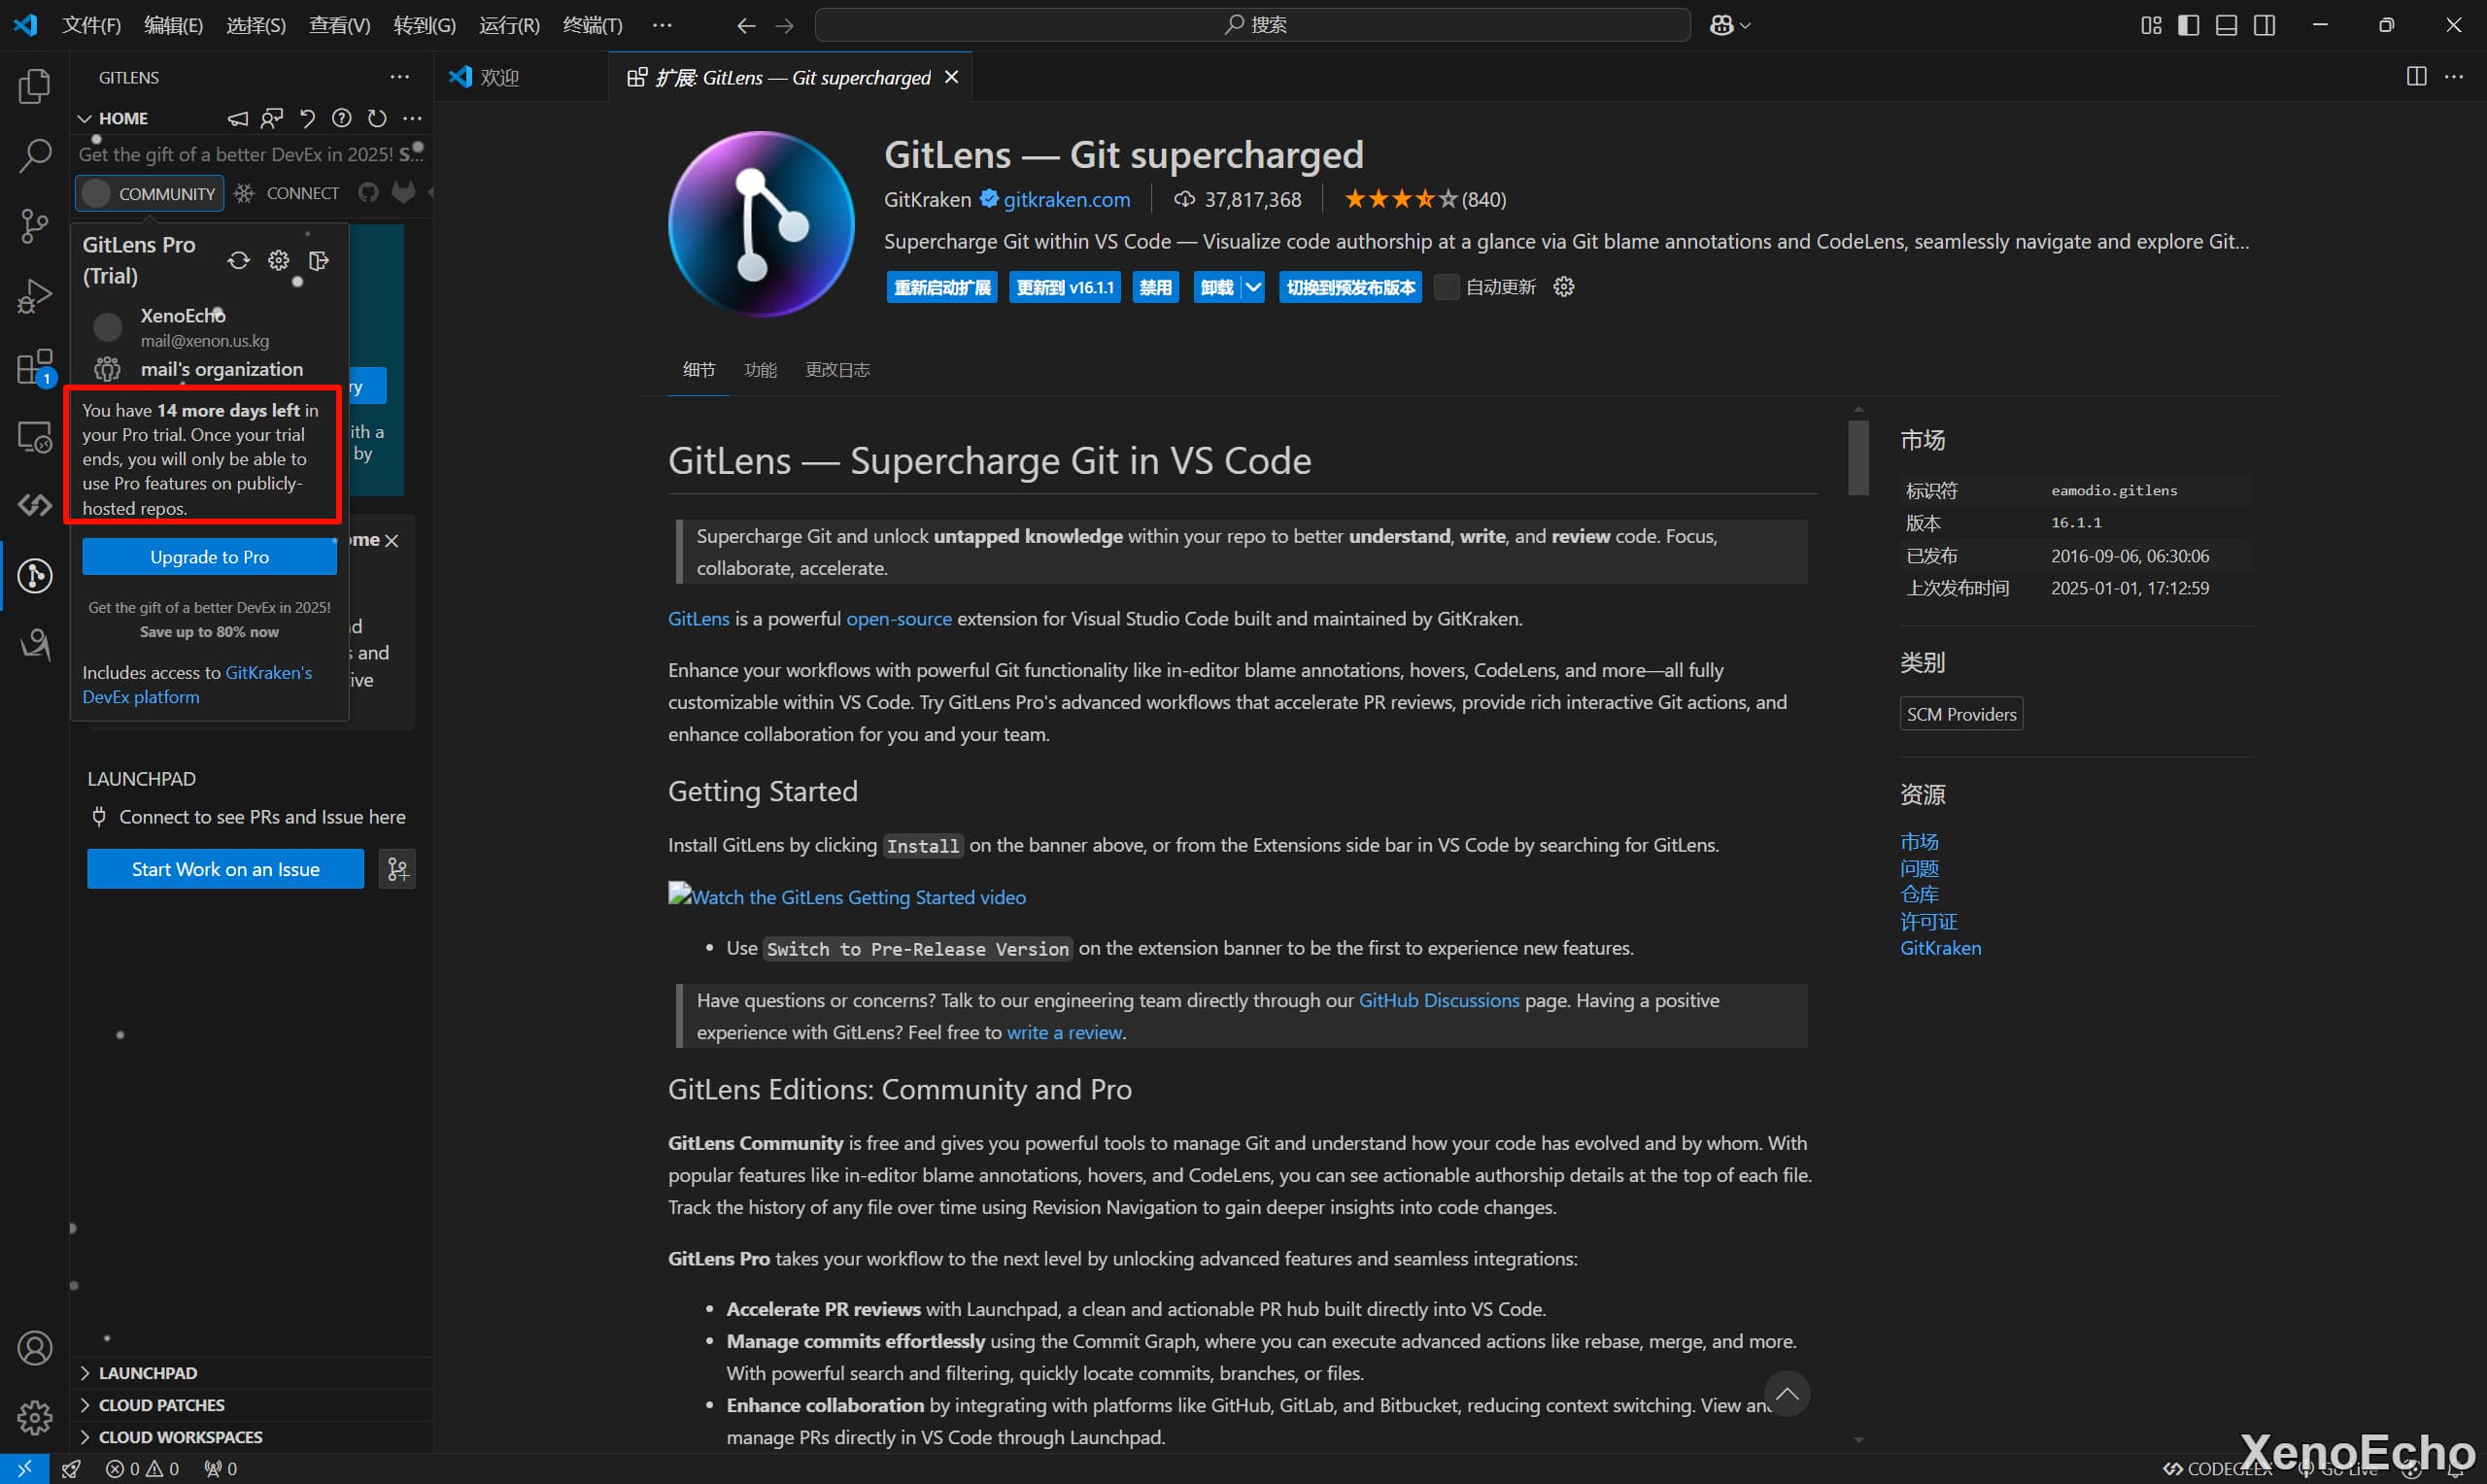 文件(F) 编辑(E) 选择(S) 查看(V) 转到(G) 运行(R) 终端(T) ··· 搜索
GITLENS
HOME
Get the gift of a better DevEx in 2025! S...
COMMUNITY CONNECT
GitLens Pro
(Trial)
XenoEcho
mail@xenon.us.kg
mail's organization
You have 14 more days left in
your Pro trial. Once your trial
ends, you will only be able to
use Pro features on publicly-
hosted repos.
Upgrade to Pro
Get the gift of a better DevEx in 2025!
Save up to 80% now
Includes access to GitKraken's
DevEx platform
ry
ith a
by
ome
s and
ive
LAUNCHPAD
Connect to see PRs and Issue here
Start Work on an Issue
LAUNCHPAD
CLOUD PATCHES
CLOUD WORKSPACES
1
欢迎
扩展: GitLens — Git supercharged
GitLens — Git supercharged
GitKraken gitkraken.com 37,817,368 (840)
Supercharge Git within VS Code — Visualize code authorship at a glance via Git blame annotations and CodeLens, seamlessly navigate and explore Git...
重新启动扩展 更新到 v16.1.1 禁用 卸载 切换到预发布版本 自动更新
细节 功能 更改日志
GitLens — Supercharge Git in VS Code
Supercharge Git and unlock untapped knowledge within your repo to better understand, write, and review code. Focus,
collaborate, accelerate.
GitLens is a powerful open-source extension for Visual Studio Code built and maintained by GitKraken.
Enhance your workflows with powerful Git functionality like in-editor blame annotations, hovers, CodeLens, and more—all fully
customizable within VS Code. Try GitLens Pro's advanced workflows that accelerate PR reviews, provide rich interactive Git actions, and
enhance collaboration for you and your team.
Getting Started
Install GitLens by clicking Install on the banner above, or from the Extensions side bar in VS Code by searching for GitLens.
Watch the GitLens Getting Started video
• Use Switch to Pre-Release Version on the extension banner to be the first to experience new features.
Have questions or concerns? Talk to our engineering team directly through our GitHub Discussions page. Having a positive
experience with GitLens? Feel free to write a review.
GitLens Editions: Community and Pro
GitLens Community is free and gives you powerful tools to manage Git and understand how your code has evolved and by whom. With
popular features like in-editor blame annotations, hovers, and CodeLens, you can see actionable authorship details at the top of each file.
Track the history of any file over time using Revision Navigation to gain deeper insights into code changes.
GitLens Pro takes your workflow to the next level by unlocking advanced features and seamless integrations:
• Accelerate PR reviews with Launchpad, a clean and actionable PR hub built directly into VS Code.
• Manage commits effortlessly using the Commit Graph, where you can execute advanced actions like rebase, merge, and more.
With powerful search and filtering, quickly locate commits, branches, or files.
• Enhance collaboration by integrating with platforms like GitHub, GitLab, and Bitbucket, reducing context switching. View and
manage PRs directly in VS Code through Launchpad.
市场
标识符 eamodio.gitlens
版本 16.1.1
已发布 2016-09-06, 06:30:06
上次发布时间 2025-01-01, 17:12:59
类别
SCM Providers
资源
市场
问题
仓库
许可证
GitKraken
0 0 0
CODEGEEX Go Live
XenoEcho